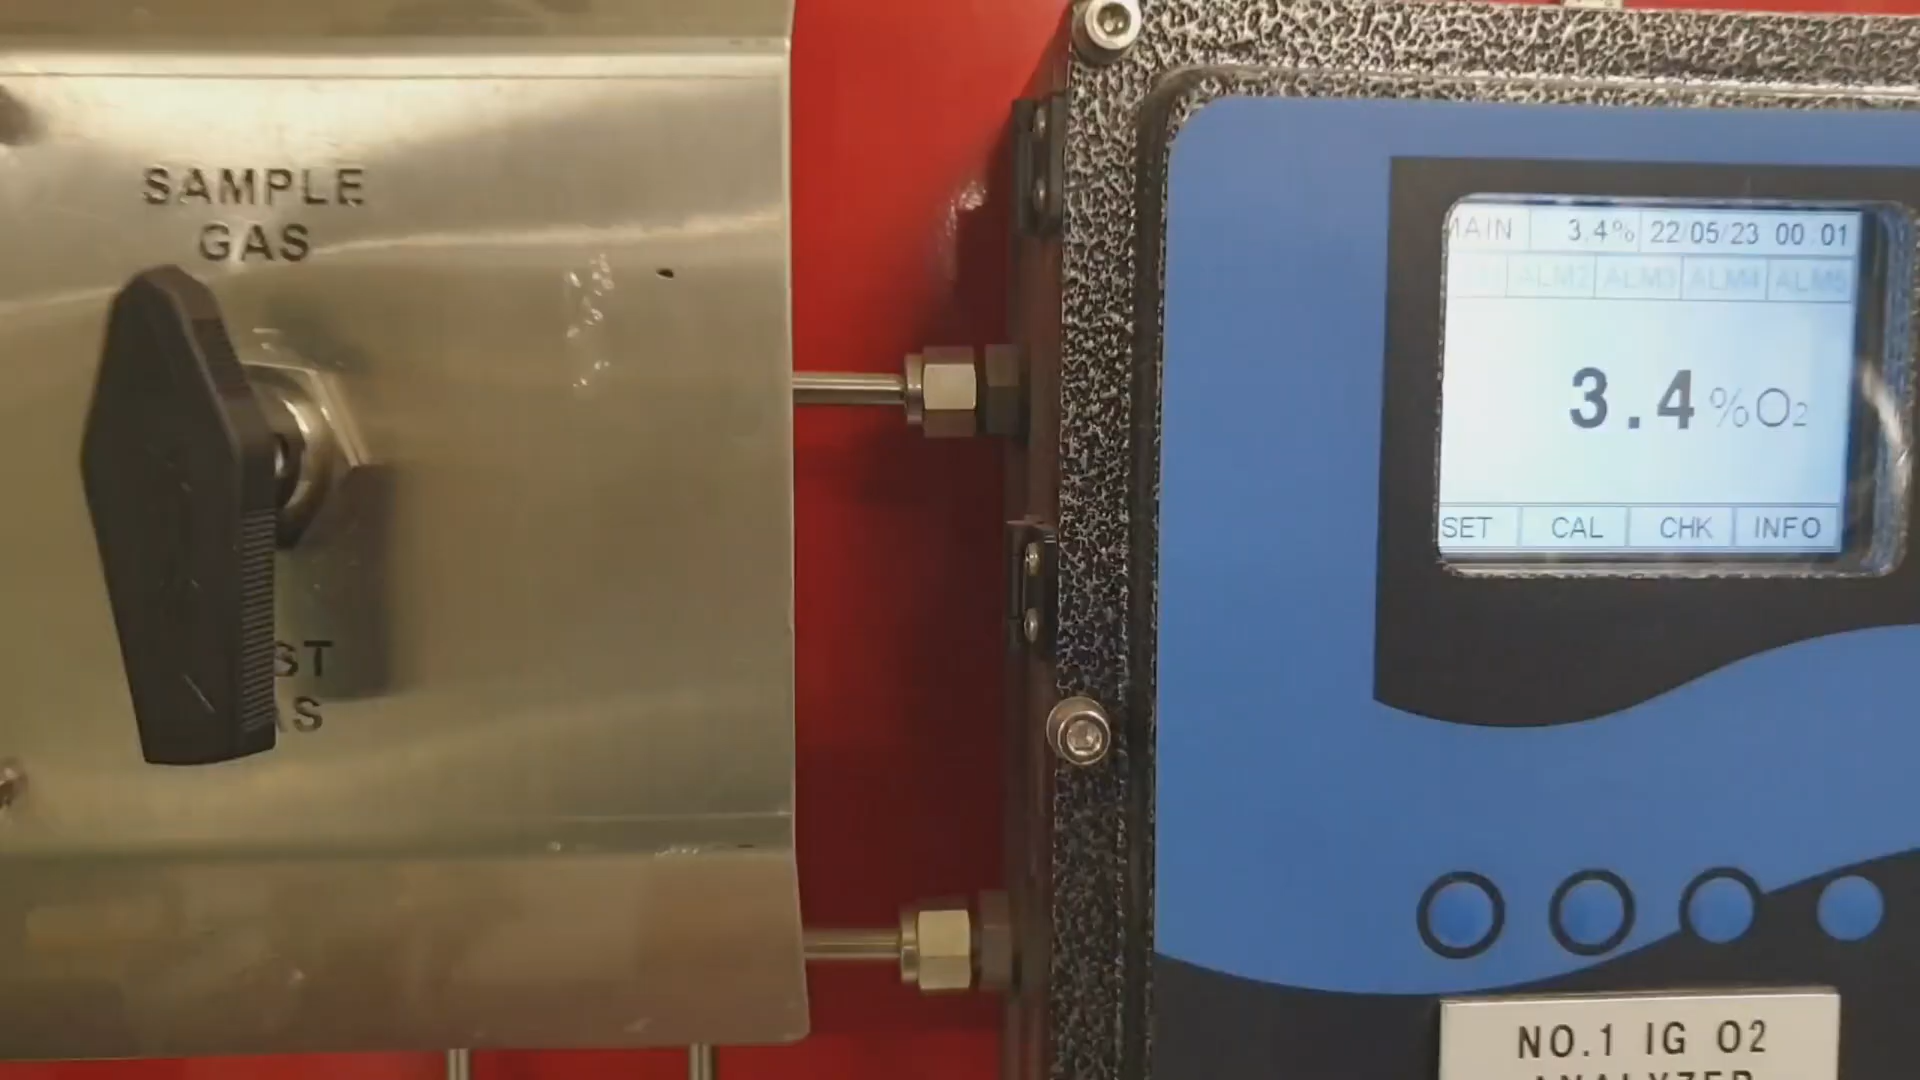 SAMPLE
GAS
MAIN 3.4% 22/05/23 00:01
ALM2 ALM3 ALM4 ALM5
3.4%O2
SET CAL CHK INFO
NO.1 IG O2
ANALYZER